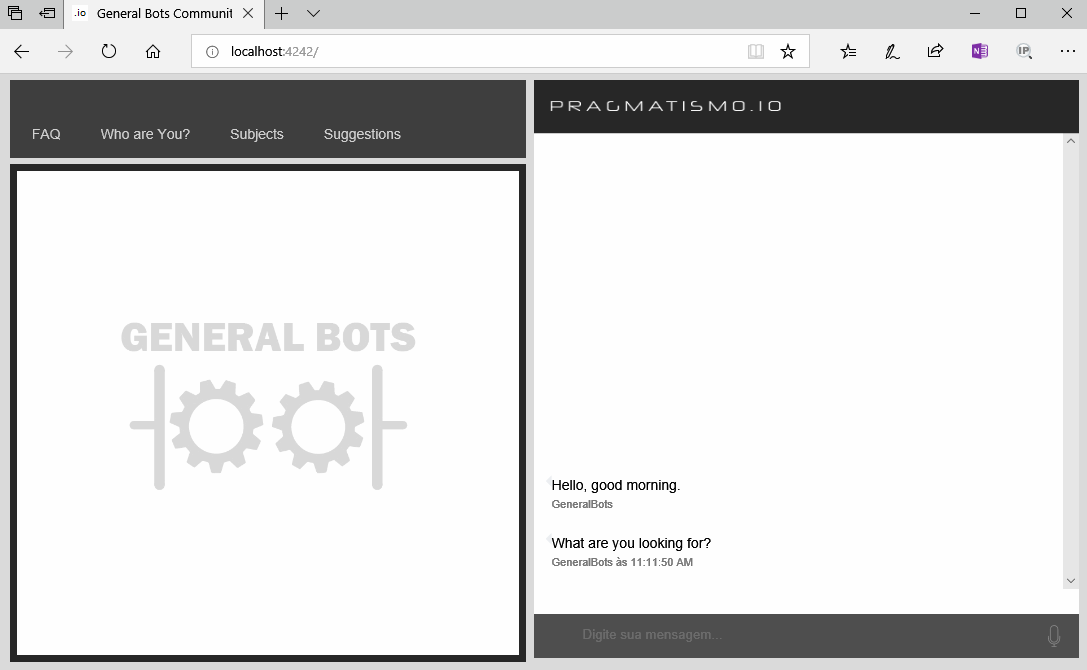 .io General Bots Communit
localhost:4242/
N IP
FAQ Who are You? Subjects Suggestions
GENERAL BOTS
PRAGMATISMO.IO
Hello, good morning.
GeneralBots
What are you looking for?
GeneralBots às 11:11:50 AM
Digite sua mensagem...